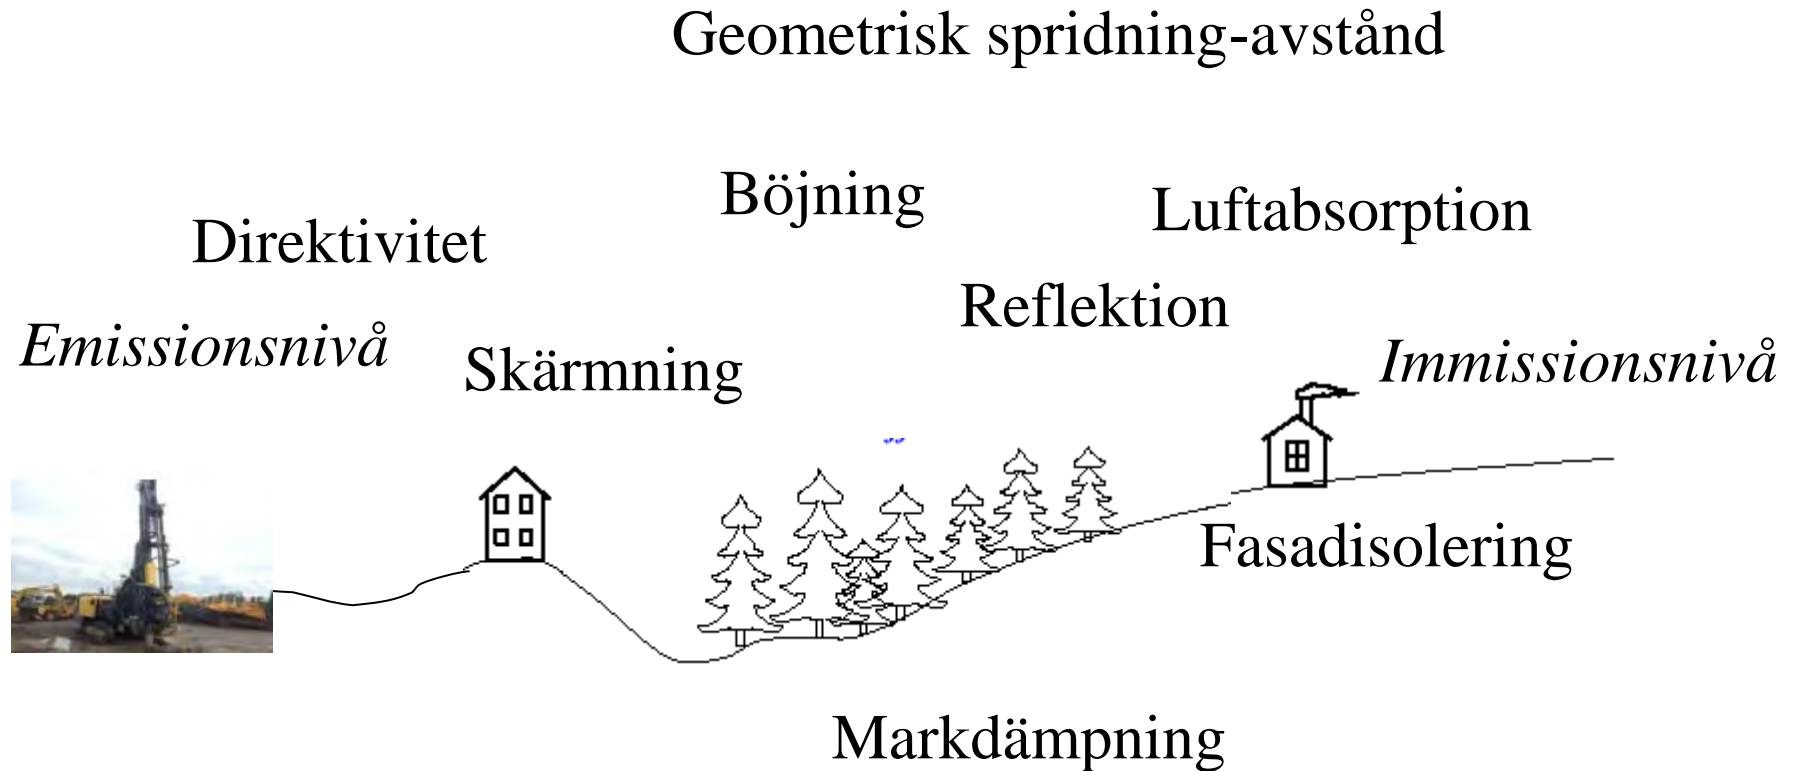 Geometrisk spridning-avstånd
Böjning
Luftabsorption
Direktivitet
Reflektion
Emissionsnivå
Skärmning
Immissionsnivå
Fasadisolering
Markdämpning